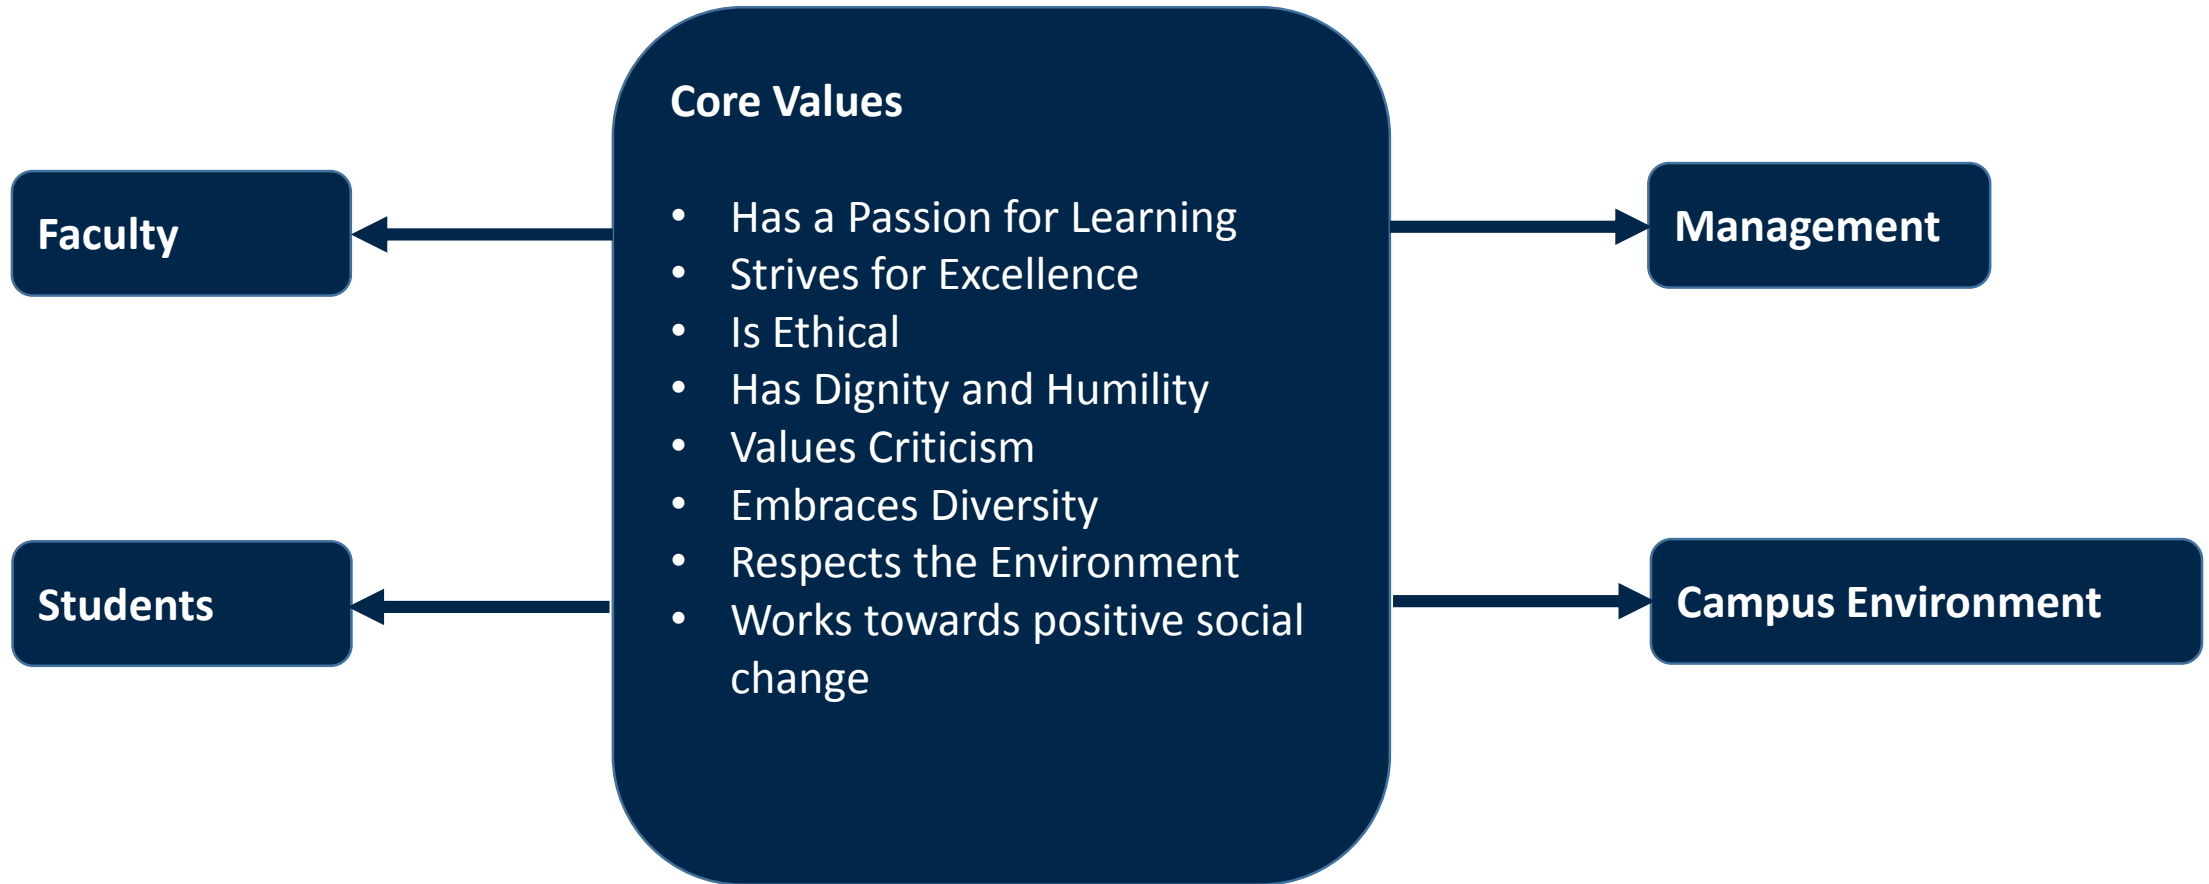 Core Values
Faculty
Management
• Has a Passion for Learning
• Strives for Excellence
• Is Ethical
• Has Dignity and Humility
• Values Criticism
• Embraces Diversity
• Respects the Environment
• Works towards positive social
change
Students
Campus Environment